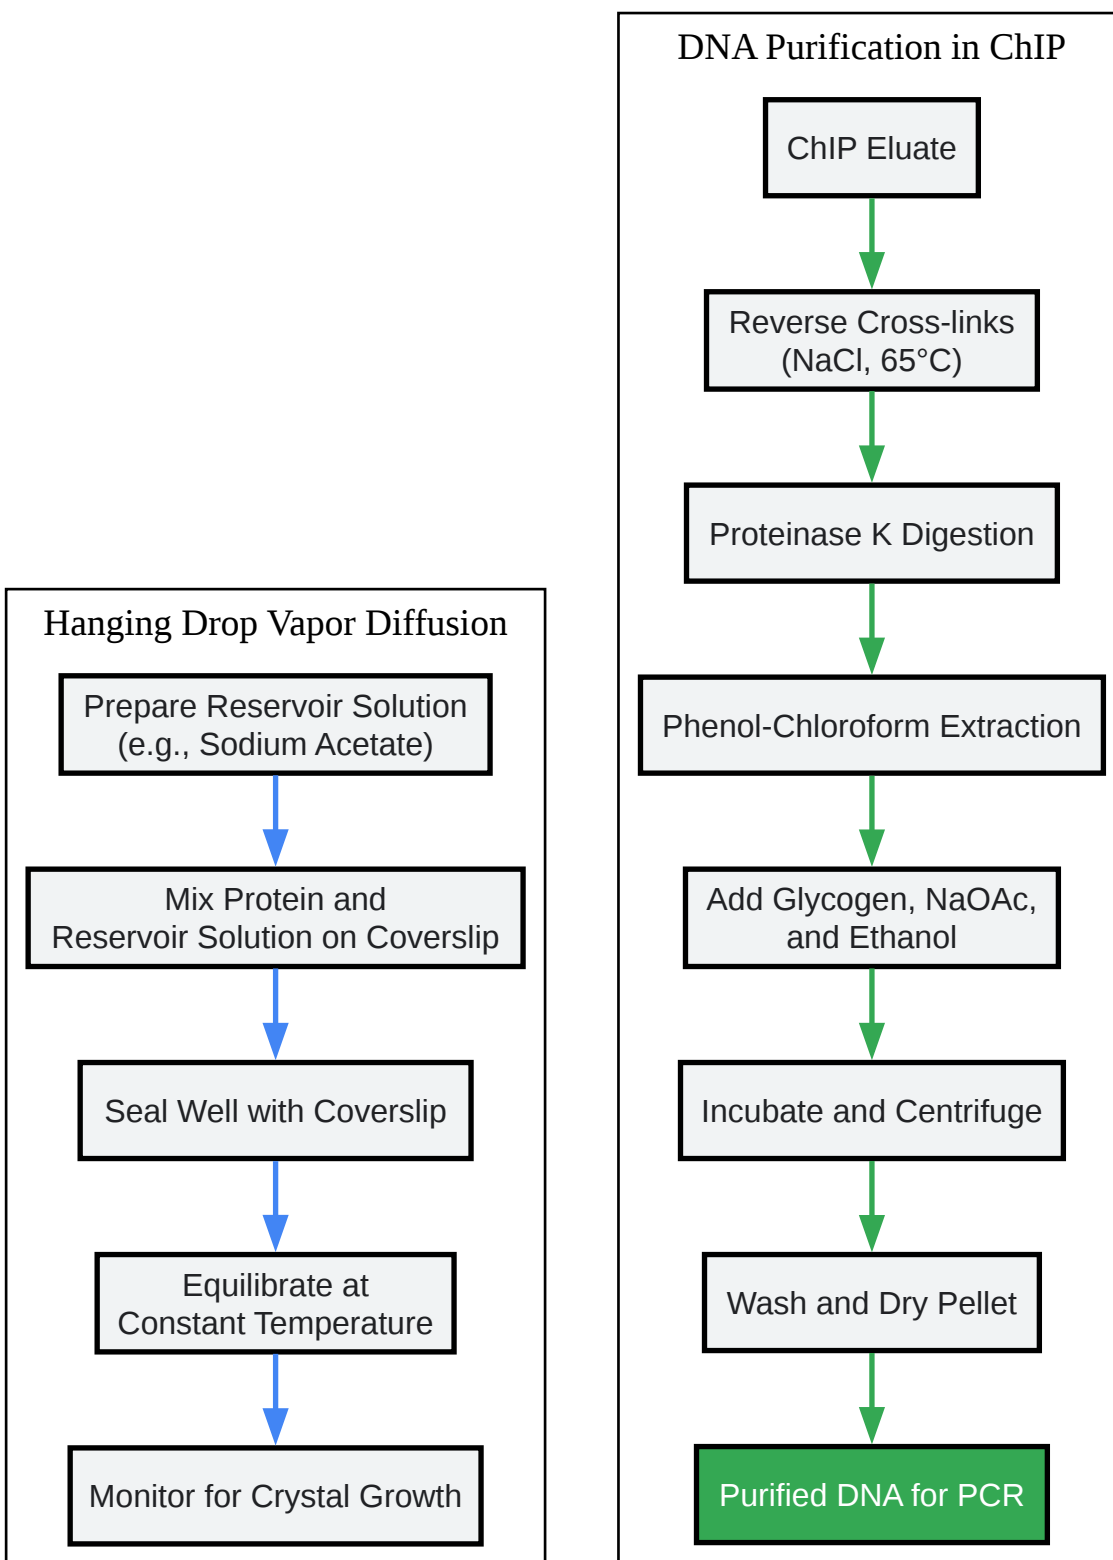 Hanging Drop Vapor Diffusion
Prepare Reservoir Solution
(e.g., Sodium Acetate)
Mix Protein and
Reservoir Solution on Coverslip
Seal Well with Coverslip
Equilibrate at
Constant Temperature
Monitor for Crystal Growth
DNA Purification in ChIP
ChIP Eluate
Reverse Cross-links
(NaCl, 65°C)
Proteinase K Digestion
Phenol-Chloroform Extraction
Add Glycogen, NaOAc,
and Ethanol
Incubate and Centrifuge
Wash and Dry Pellet
Purified DNA for PCR